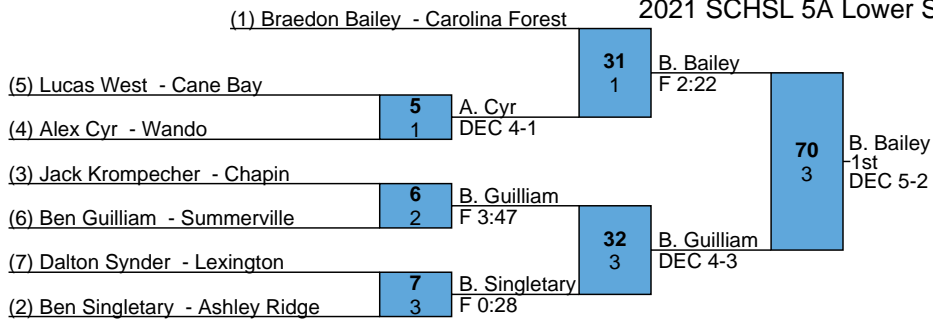 2021 SCHSL 5A Lower S
(1) Braedon Bailey - Carolina Forest
31
1
B. Bailey
F 2:22
(5) Lucas West - Cane Bay
5
1
A. Cyr
DEC 4-1
(4) Alex Cyr - Wando
70
3
B. Bailey
1st
DEC 5-2
(3) Jack Krompecher - Chapin
6
2
B. Guilliam
F 3:47
(6) Ben Guilliam - Summerville
32
3
B. Guilliam
DEC 4-3
(7) Dalton Synder - Lexington
7
3
B. Singletary
F 0:28
(2) Ben Singletary - Ashley Ridge